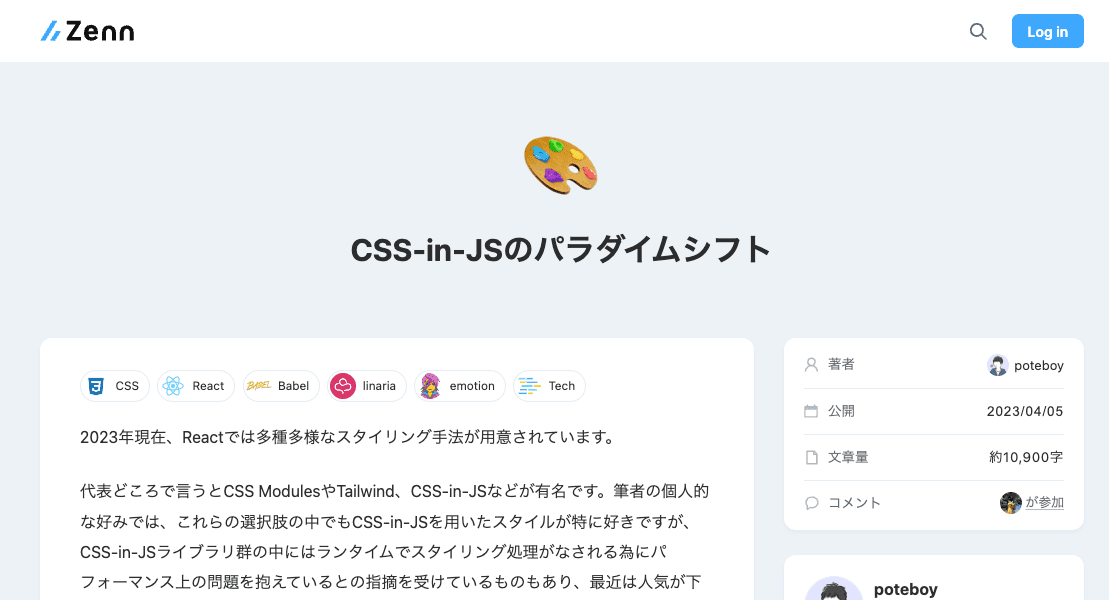 Zenn
Log in
CSS-in-JSのパラダイムシフト
CSS
React
BABEL
Babel
linaria
emotion
Tech
2023年現在、Reactでは多種多様なスタイリング手法が用意されています。
代表どころで言うとCSS ModulesやTailwind、CSS-in-JSなどが有名です。筆者の個人的
な好みでは、これらの選択肢の中でもCSS-in-JSを用いたスタイルが特に好きですが、
CSS-in-JSライブラリ群の中にはランタイムでスタイリング処理がなされる為にパ
フォーマンス上の問題を抱えているとの指摘を受けているものもあり、最近は人気が下
著者
poteboy
公開
2023/04/05
文章量
約10,900字
コメント
が参加
poteboy